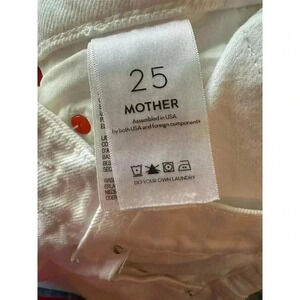 25
MOTHER
Assembled in USA
by both USA and foreign components
DO YOUR OWN LAUNDRY